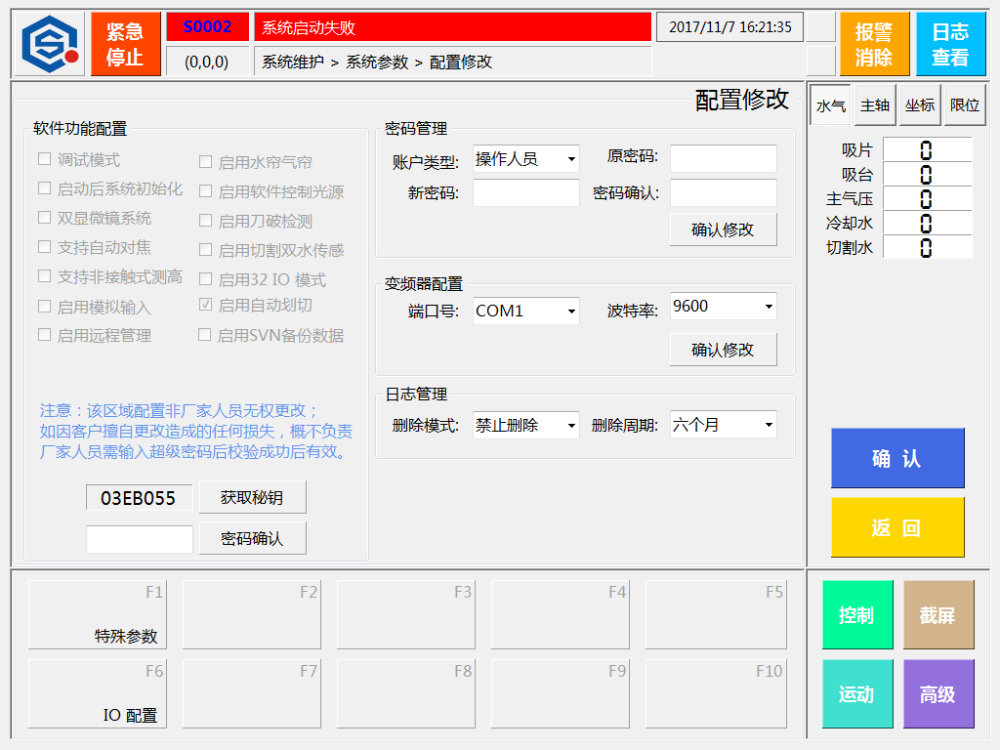 紧急
停止
S0002
系统启动失败
2017/11/7 16:21:35
报警
消除
日志
查看
(0,0,0)
系统维护 > 系统参数 > 配置修改
配置修改
水气
主轴
坐标
限位
软件功能配置
调试模式
启动后系统初始化
双显微镜系统
支持自动对焦
支持非接触式测高
启用模拟输入
启用远程管理
启用水帘气帘
启用软件控制光源
启用刀破检测
启用切割双水传感
启用32 IO 模式
启用自动划切
启用SVN备份数据
注意：该区域配置非厂家人员无权更改；
如因客户擅自更改造成的任何损失，概不负责
厂家人员需输入超级密码后校验成功后有效。
03EB055
获取秘钥
密码确认
密码管理
账户类型:
操作人员
原密码:
新密码:
密码确认:
确认修改
变频器配置
端口号:
COM1
波特率:
9600
确认修改
日志管理
删除模式:
禁止删除
删除周期:
六个月
吸片
0
吸台
0
主气压
0
冷却水
0
切割水
0
确 认
返 回
F1
特殊参数
F2
F3
F4
F5
F6
IO 配置
F7
F8
F9
F10
控制
截屏
运动
高级